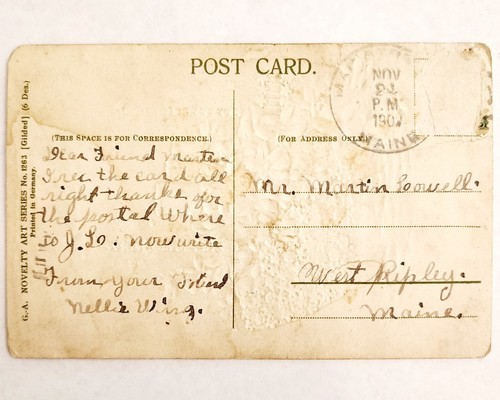 POST CARD.
G.-A. NOVELTY ART SERIES No. 1263 [Gilded] (6 Des.)
Printed in Germany.
NOV
P.M.
190
MAINE
(THIS SPACE IS FOR CORRESPONDENCE.)
(FOR ADDRESS ONLY.)
Dear Friend Martin-
I rec the card all
right thanks for
the postal Where
is J.L. now write
From Your Friend
Nellie Wing.
Mr. Martin Lowell.
West Ripley.
Maine.